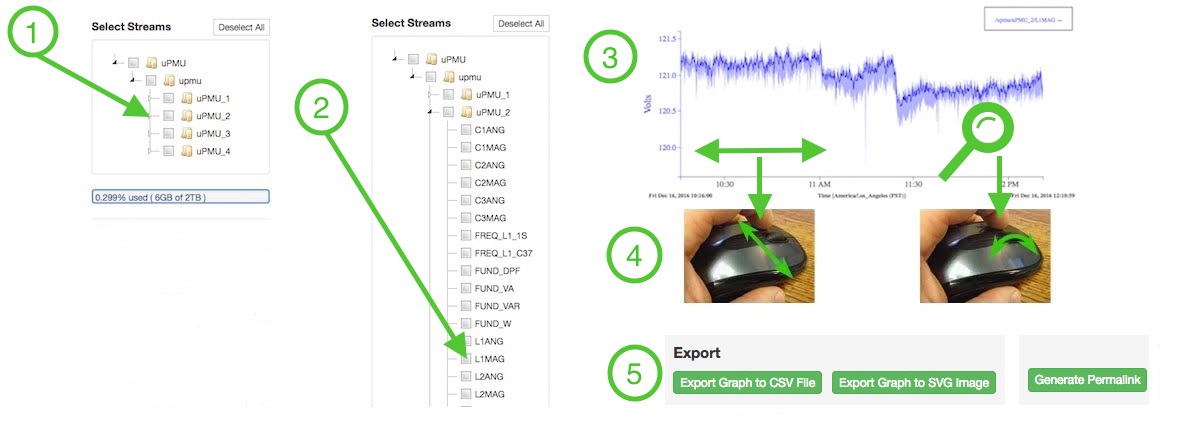 1
Select Streams
Deselect All
uPMU
upmu
uPMU_1
uPMU_2
uPMU_3
uPMU_4
0.299% used ( 6GB of 2TB )
2
Select Streams
Deselect All
uPMU
upmu
uPMU_1
uPMU_2
C1ANG
C1MAG
C2ANG
C2MAG
C3ANG
C3MAG
FREQ_L1_1S
FREQ_L1_C37
FUND_DPF
FUND_VA
FUND_VAR
FUND_W
L1ANG
L1MAG
L2ANG
L2MAG
3
/upmu/uPMU_2/L1MAG
Volts
121.5
121.0
120.5
120.0
10:30
11 AM
11:30
2 PM
Fri Dec 16, 2016 10:16:00
Time [America/Los_Angeles (PST)]
Fri Dec 16, 2016 12:10:59
4
5
Export
Export Graph to CSV File
Export Graph to SVG Image
Generate Permalink